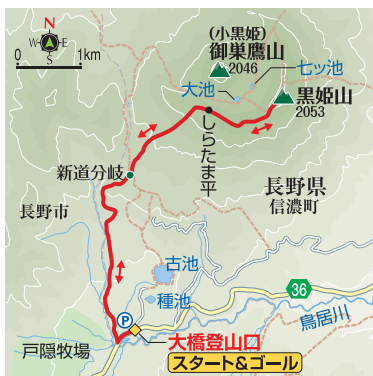 N
W E
S
0 1km
(小黒姫)
御巣鷹山
2046
七ッ池
大池
黒姫山
2053
しらたま平
新道分岐
長野県
信濃町
長野市
古池
種池
36
鳥居川
P
大橋登山口
戸隠牧場
スタート&ゴール